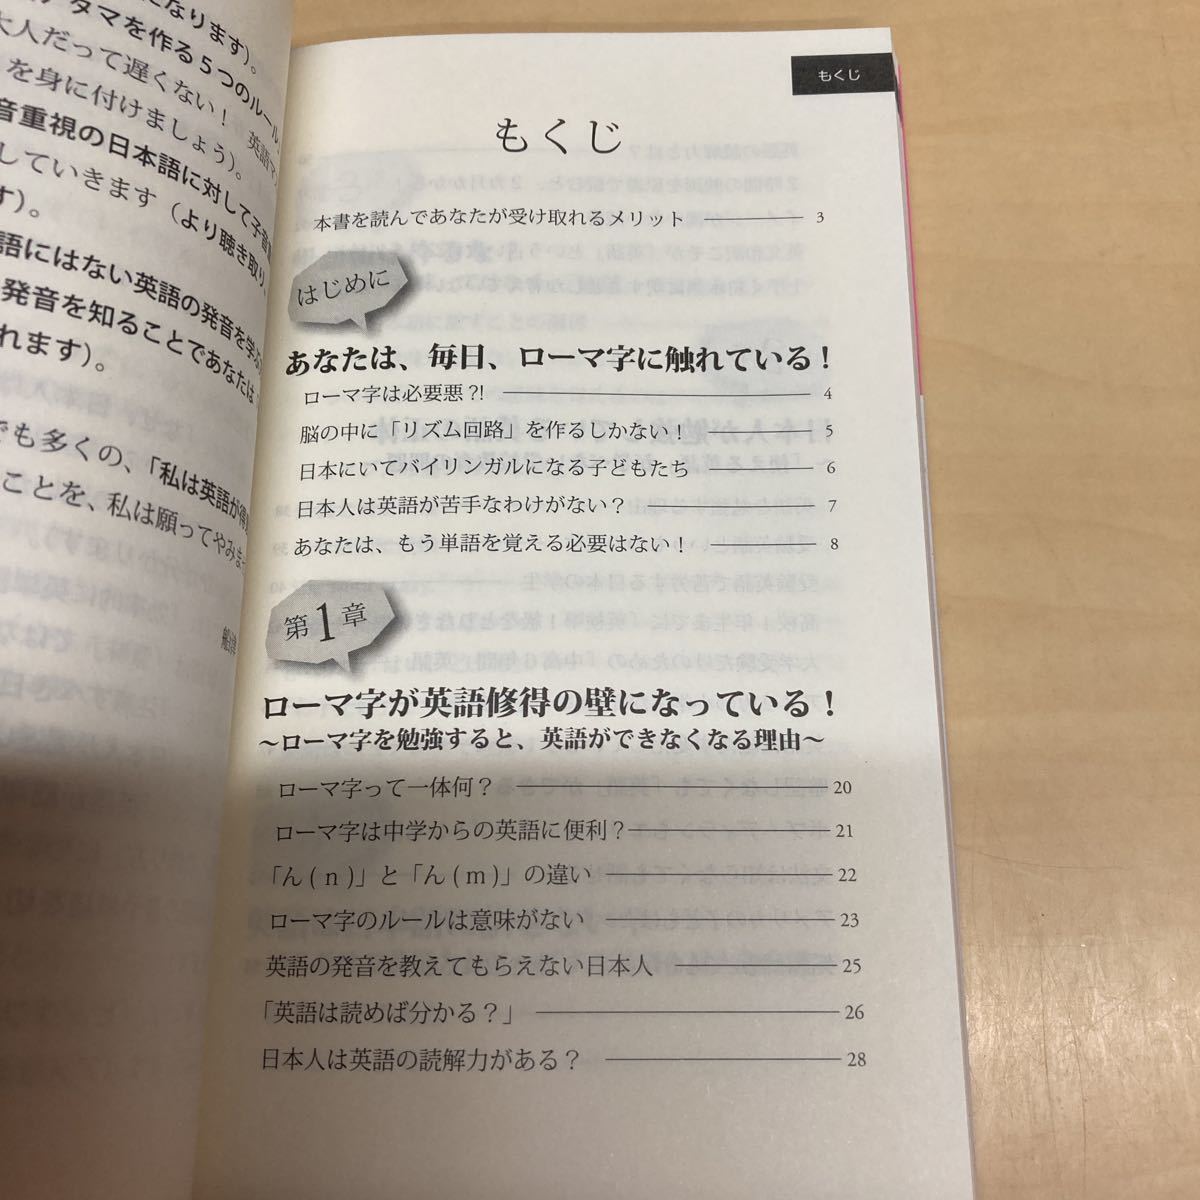 になります)。
アタマを作る5つのルール、
大人だって遅くない! 英語マ
を身に付けましょう)。
音重視の日本語に対して子音重
していきます(より聴き取り、
す)。
語にはない英語の発音を学ぶ
発音を知ることであなたは
れます)。
でも多くの、「私は英語が得
ことを、私は願ってやみま
もくじ
もくじ
本書を読んであなたが受け取れるメリット 3
はじめに
あなたは、毎日、ローマ字に触れている!
ローマ字は必要悪?! 4
脳の中に「リズム回路」を作るしかない! 5
日本にいてバイリンガルになる子どもたち 6
日本人は英語が苦手なわけがない? 7
あなたは、もう単語を覚える必要はない! 8
第1章
ローマ字が英語修得の壁になっている!
〜ローマ字を勉強すると、英語ができなくなる理由〜
ローマ字って一体何? 20
ローマ字は中学からの英語に便利? 21
「ん(n)」と「ん(m)」の違い 22
ローマ字のルールは意味がない 23
英語の発音を教えてもらえない日本人 25
「英語は読めば分かる?」 26
日本人は英語の読解力がある? 28